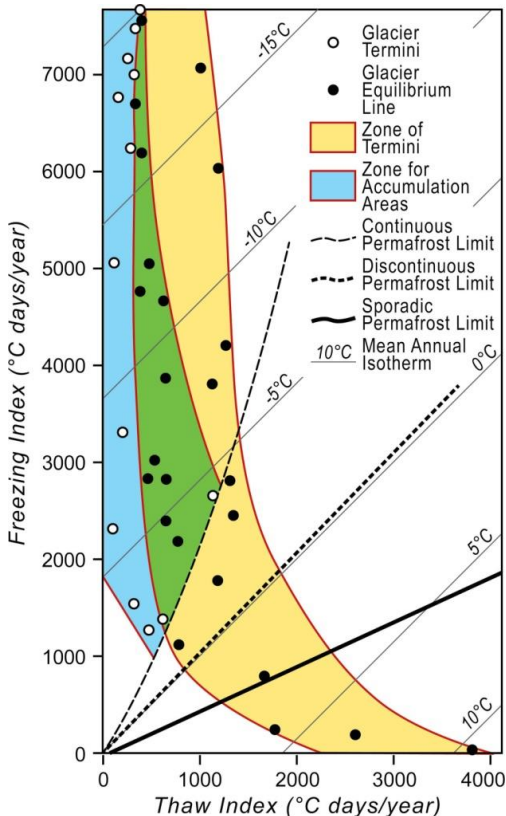 7000
6000
5000
4000
3000
2000
1000
0
Freezing Index (°C days/year)
0
1000
2000
3000
4000
Thaw Index (°C days/year)
-15°C
-10°C
-5°C
0°C
5°C
10°C
Glacier
Termini
Glacier
Equilibrium
Line
Zone of
Termini
Zone for
Accumulation
Areas
Continuous
Permafrost Limit
Discontinuous
Permafrost Limit
Sporadic
Permafrost Limit
10°C Mean Annual
Isotherm